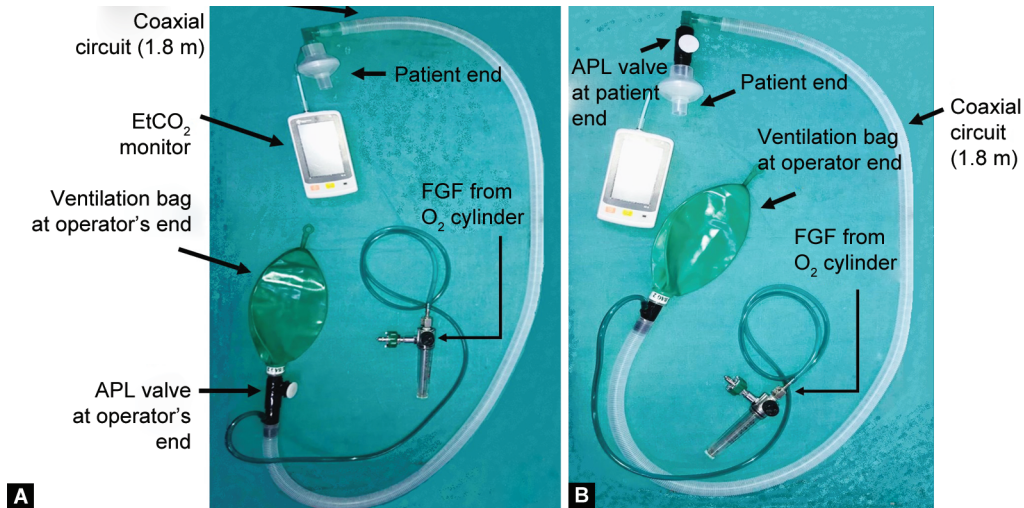 Coaxial
circuit (1.8 m)
Patient end
EtCO₂
monitor
Ventilation bag
at operator's end
FGF from
O₂ cylinder
APL valve
at operator's
end
A
APL valve
at patient
end
Patient end
Coaxial
circuit
(1.8 m)
Ventilation bag
at operator end
FGF from
O₂ cylinder
B